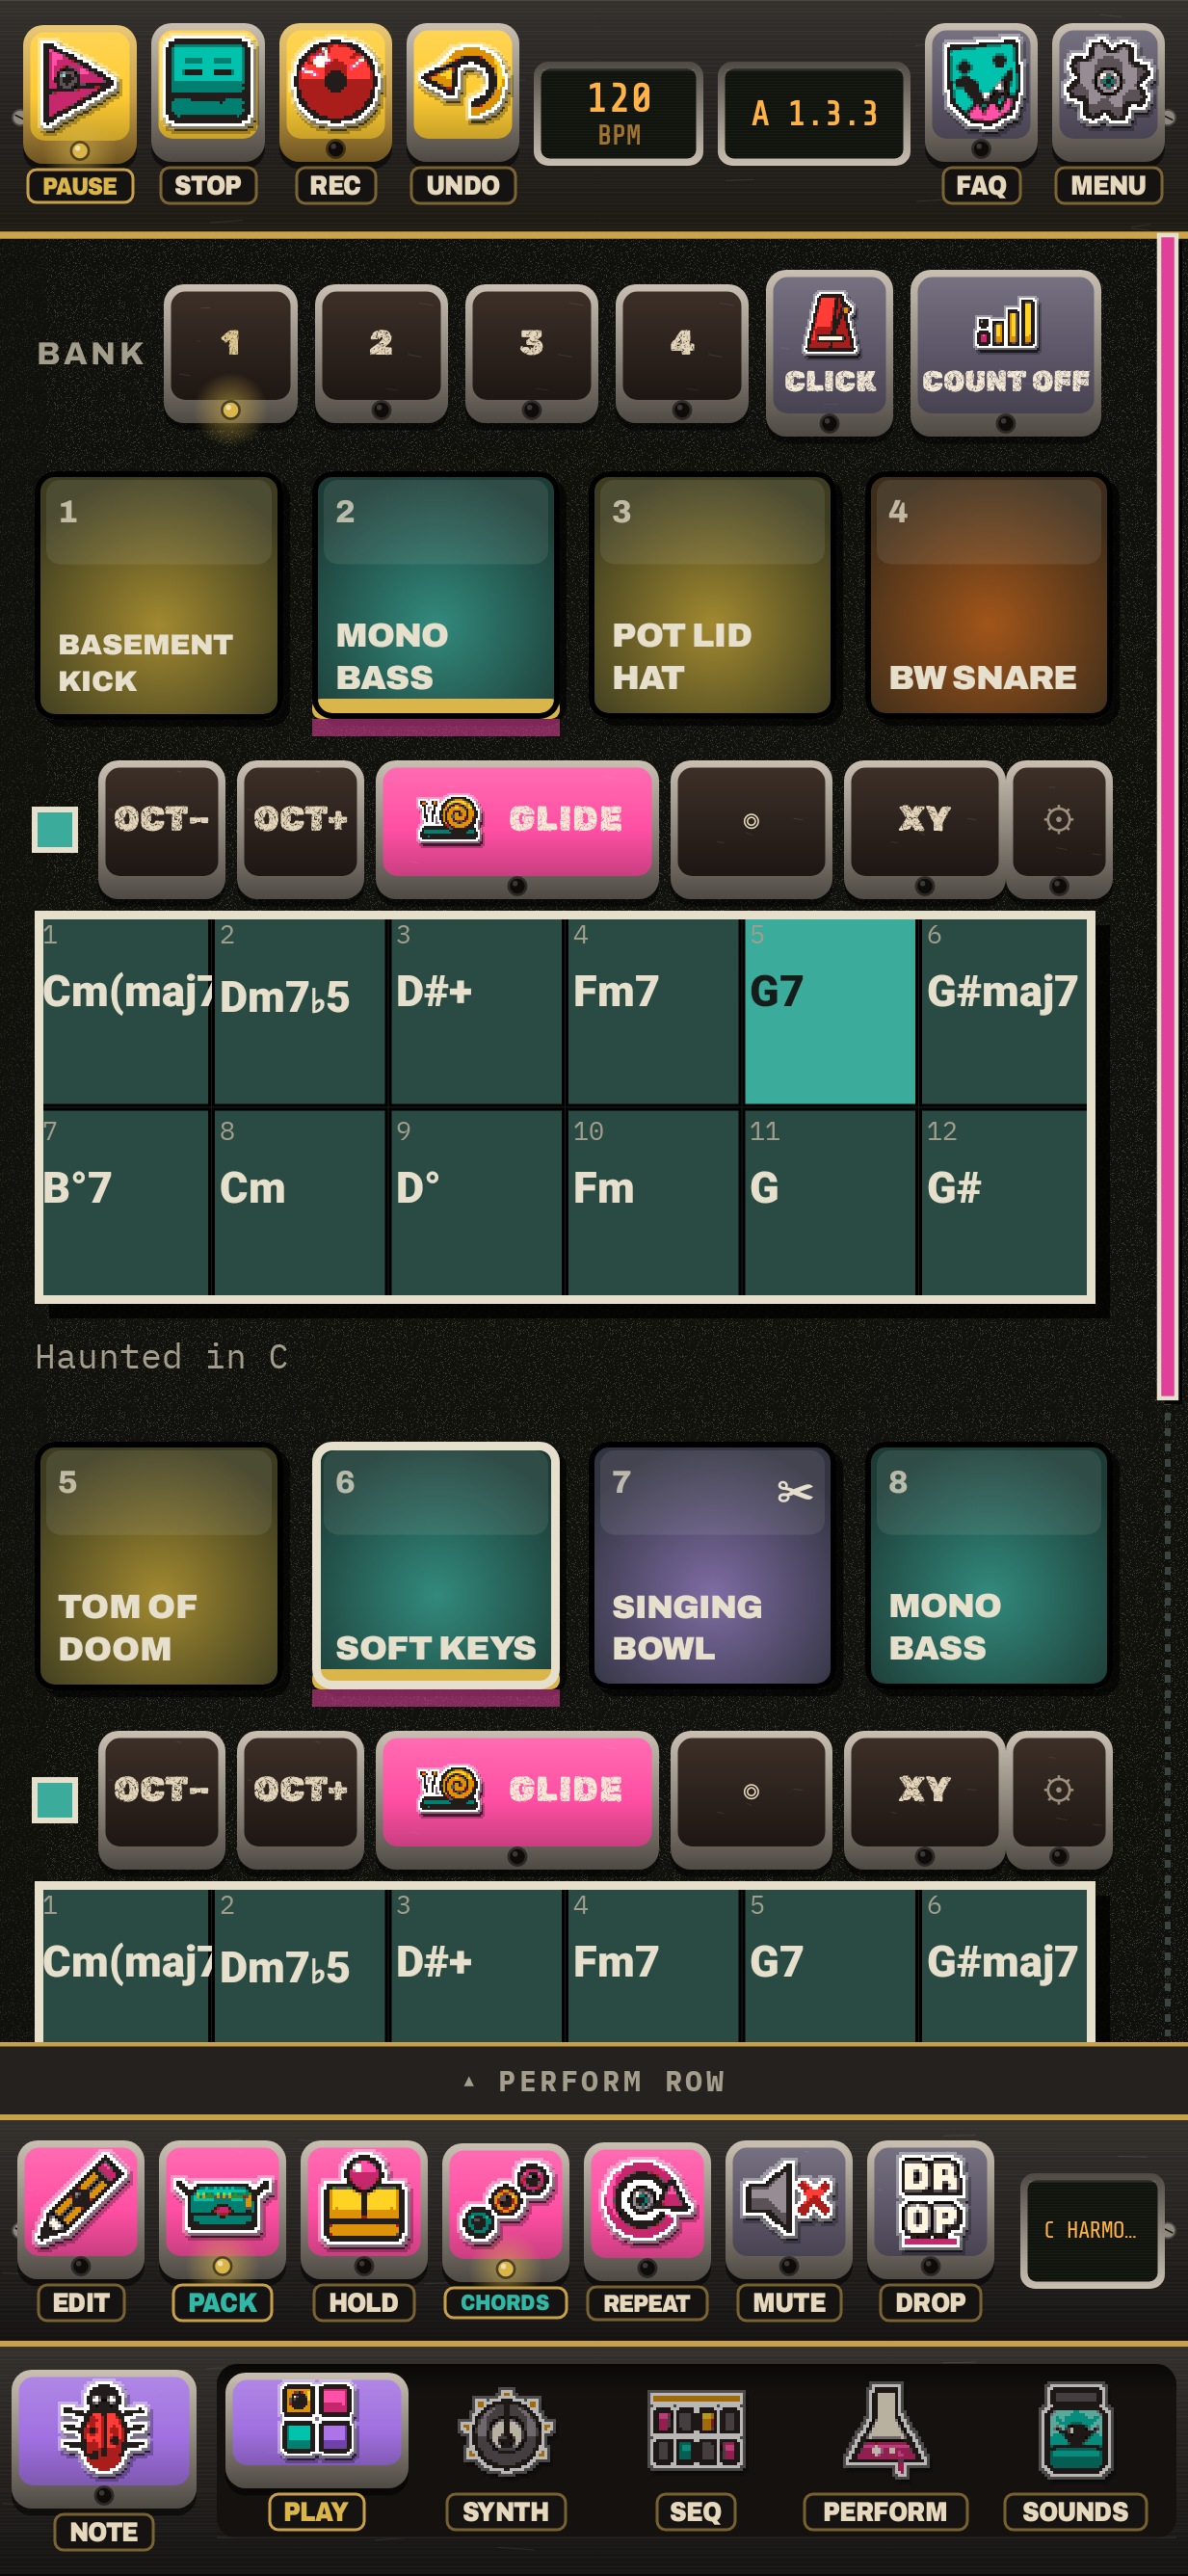 120
BPM
A 1.3.3
PAUSE STOP REC UNDO FAQ MENU
BANK 1 2 3 4 CLICK COUNT OFF
1 2 3 4
BASEMENT
KICK
MONO
BASS
POT LID
HAT
BW SNARE
OCT- OCT+ GLIDE XY
1 2 3 4 5 6
Cm(maj7 Dm7♭5 D#+ Fm7 G7 G#maj7
7 8 9 10 11 12
B°7 Cm D° Fm G G#
Haunted in C
5 6 7 8
TOM OF
DOOM
SOFT KEYS
SINGING
BOWL
MONO
BASS
OCT- OCT+ GLIDE XY
1 2 3 4 5 6
Cm(maj7 Dm7♭5 D#+ Fm7 G7 G#maj7
▲ PERFORM ROW
DROP
C HARMO…
EDIT PACK HOLD CHORDS REPEAT MUTE DROP
NOTE PLAY SYNTH SEQ PERFORM SOUNDS